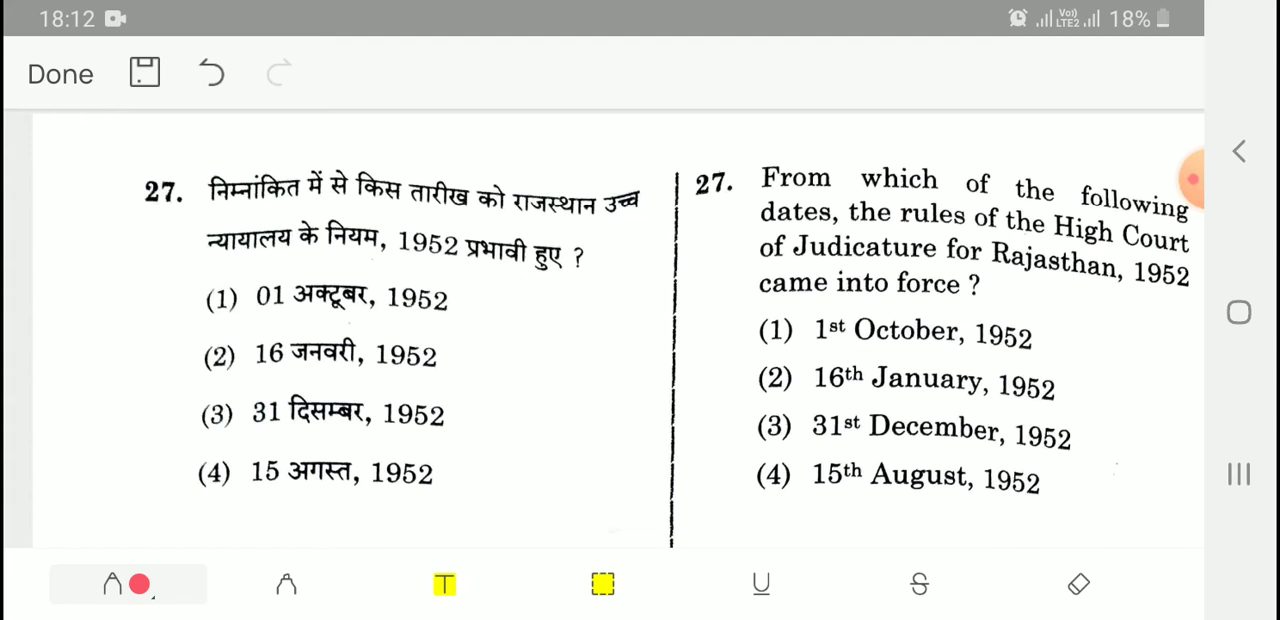 18:12
Vo)) LTE2 18%
Done
27. निम्नांकित में से किस तारीख को राजस्थान उच्च
न्यायालय के नियम, 1952 प्रभावी हुए ?
(1) 01 अक्टूबर, 1952
(2) 16 जनवरी, 1952
(3) 31 दिसम्बर, 1952
(4) 15 अगस्त, 1952
27. From which of the following
dates, the rules of the High Court
of Judicature for Rajasthan, 1952
came into force ?
(1) 1st October, 1952
(2) 16th January, 1952
(3) 31st December, 1952
(4) 15th August, 1952
T U S